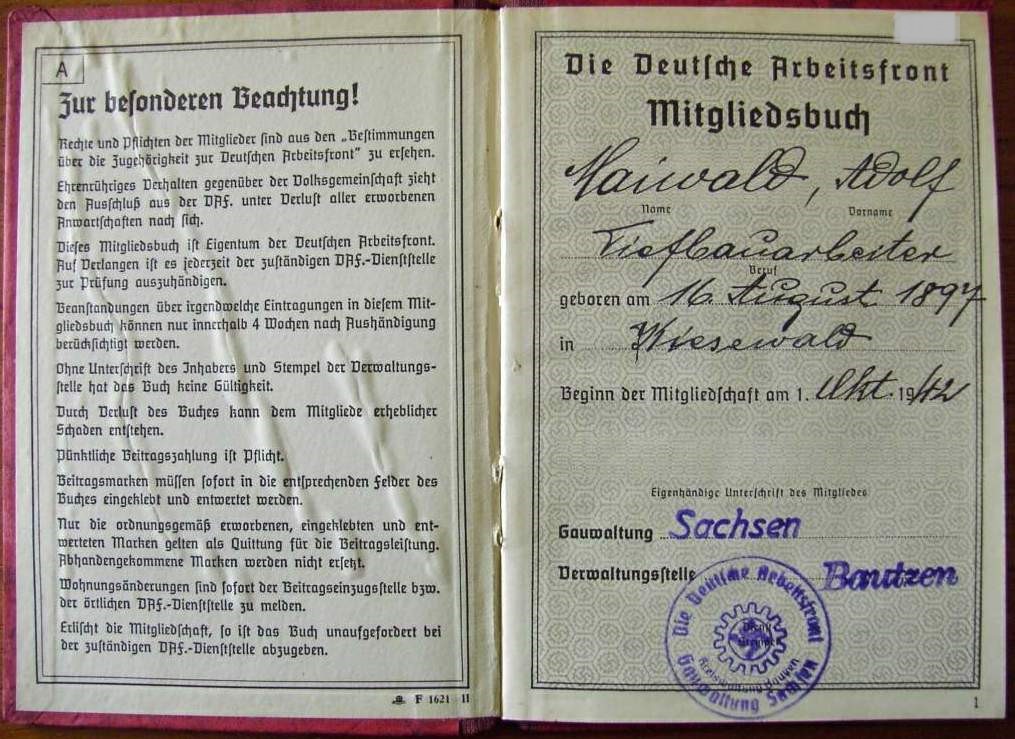 A
Zur besonderen Beachtung!
Rechte und Pflichten der Mitglieder sind aus den „Bestimmungen
über die Zugehörigkeit zur Deutschen Arbeitsfront" zu ersehen.
Ehrenrühriges Verhalten gegenüber der Volksgemeinschaft zieht
den Ausschluß aus der DAF. unter Verlust aller erworbenen
Anwartschaften nach sich.
Dieses Mitgliedsbuch ist Eigentum der Deutschen Arbeitsfront.
Auf Verlangen ist es jederzeit der zuständigen DAF.-Dienststelle
zur Prüfung auszuhändigen.
Beanstandungen über irgendwelche Eintragungen in diesem Mit-
gliedsbuch können nur innerhalb 4 Wochen nach Aushändigung
berücksichtigt werden.
Ohne Unterschrift des Inhabers und Stempel der Verwaltungs-
stelle hat das Buch keine Gültigkeit.
Durch Verlust des Buches kann dem Mitgliede erheblicher
Schaden entstehen.
Pünktliche Beitragszahlung ist Pflicht.
Beitragsmarken müssen sofort in die entsprechenden Felder des
Buches eingeklebt und entwertet werden.
Nur die ordnungsgemäß erworbenen, eingeklebten und ent-
werteten Marken gelten als Quittung für die Beitragsleistung.
Abhandengekommene Marken werden nicht ersetzt.
Wohnungsänderungen sind sofort der Beitragseinzugsstelle bzw.
der örtlichen DAF.-Dienststelle zu melden.
Erlischt die Mitgliedschaft, so ist das Buch unaufgefordert bei
der zuständigen DAF.-Dienststelle abzugeben.
F 1621 II
Die Deutsche Arbeitsfront
Mitgliedsbuch
Maiwald, Adolf
Name Vorname
Tiefbauarbeiter
Beruf
geboren am 16. August 1897
in Wiesewald
Beginn der Mitgliedschaft am 1. Okt. 1942
Eigenhändige Unterschrift des Mitgliedes
Gauwaltung Sachsen
Verwaltungsstelle Bautzen
Die Deutsche Arbeitsfront
Gauwaltung Sachsen
Kreiswaltung Bautzen
1